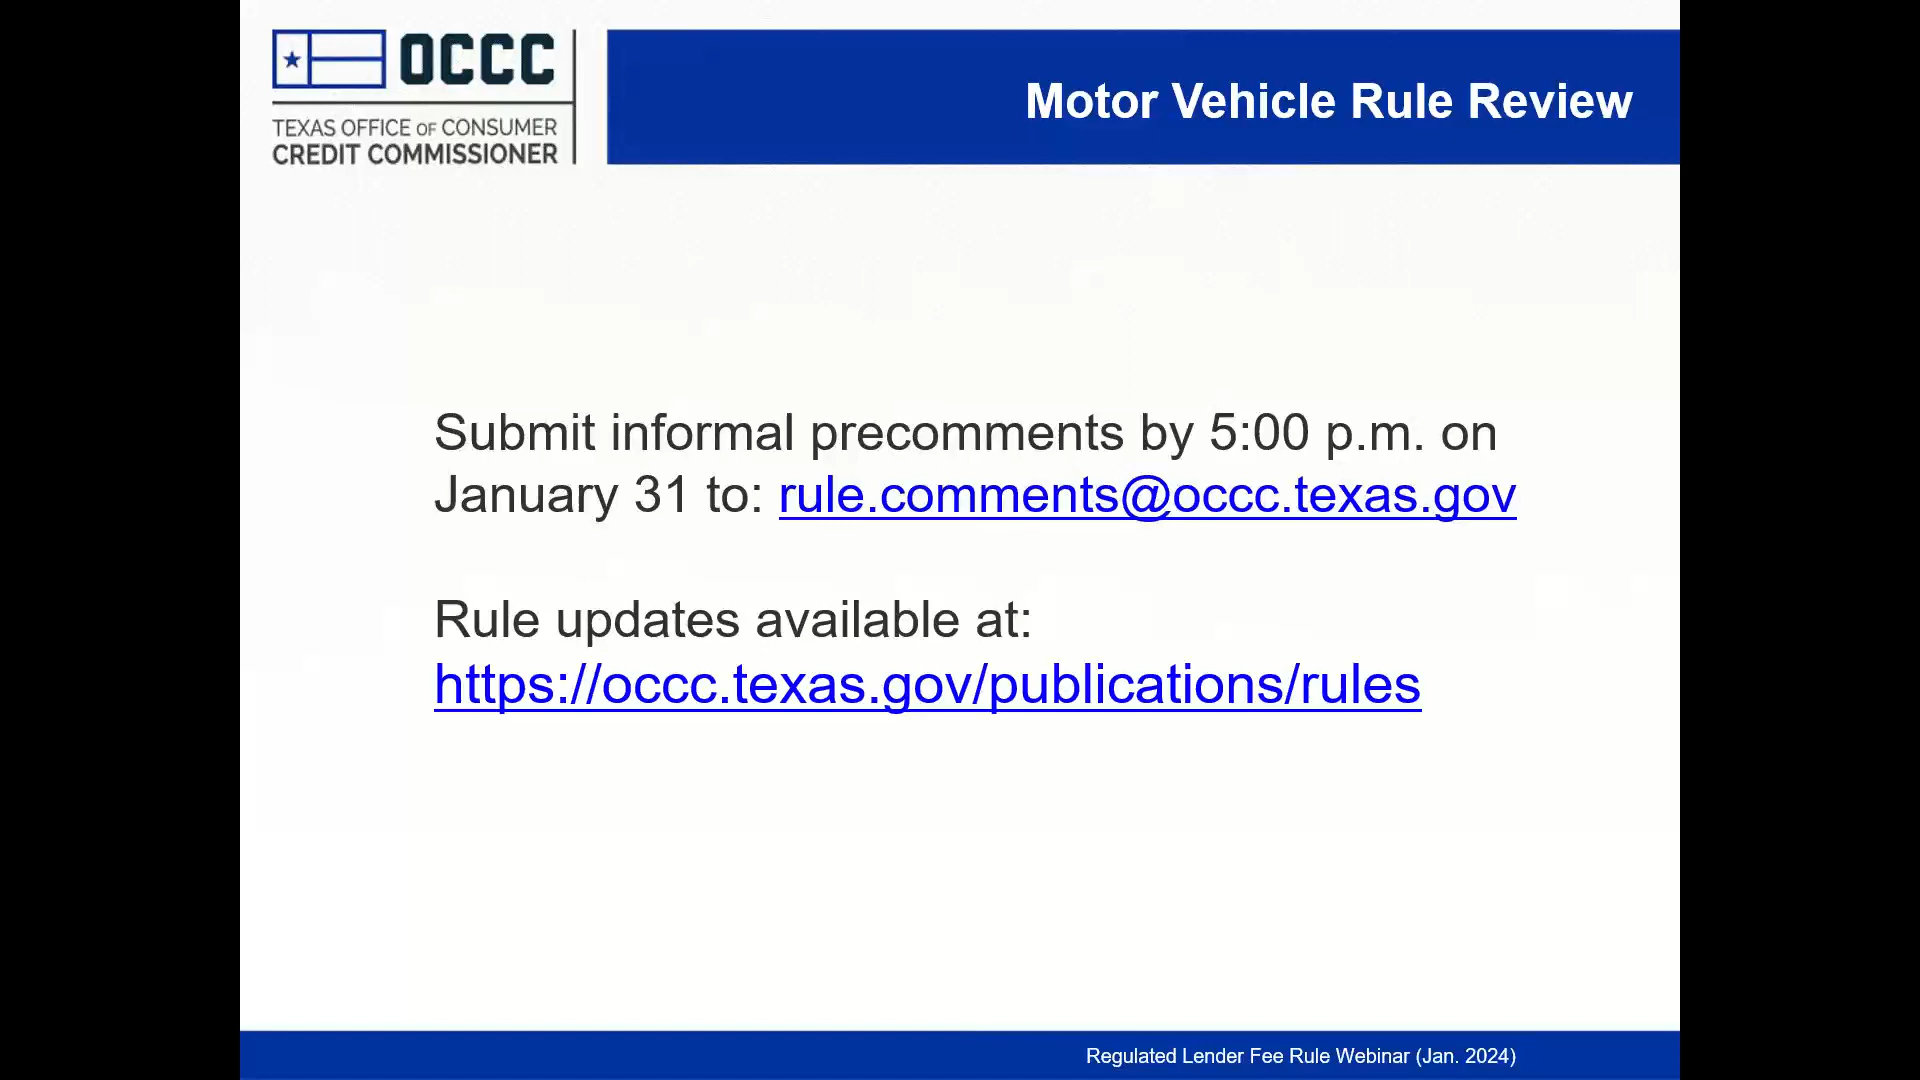 OCCC
TEXAS OFFICE OF CONSUMER
CREDIT COMMISSIONER
Motor Vehicle Rule Review
Submit informal precomments by 5:00 p.m. on
January 31 to: rule.comments@occc.texas.gov
Rule updates available at:
https://occc.texas.gov/publications/rules
Regulated Lender Fee Rule Webinar (Jan. 2024)